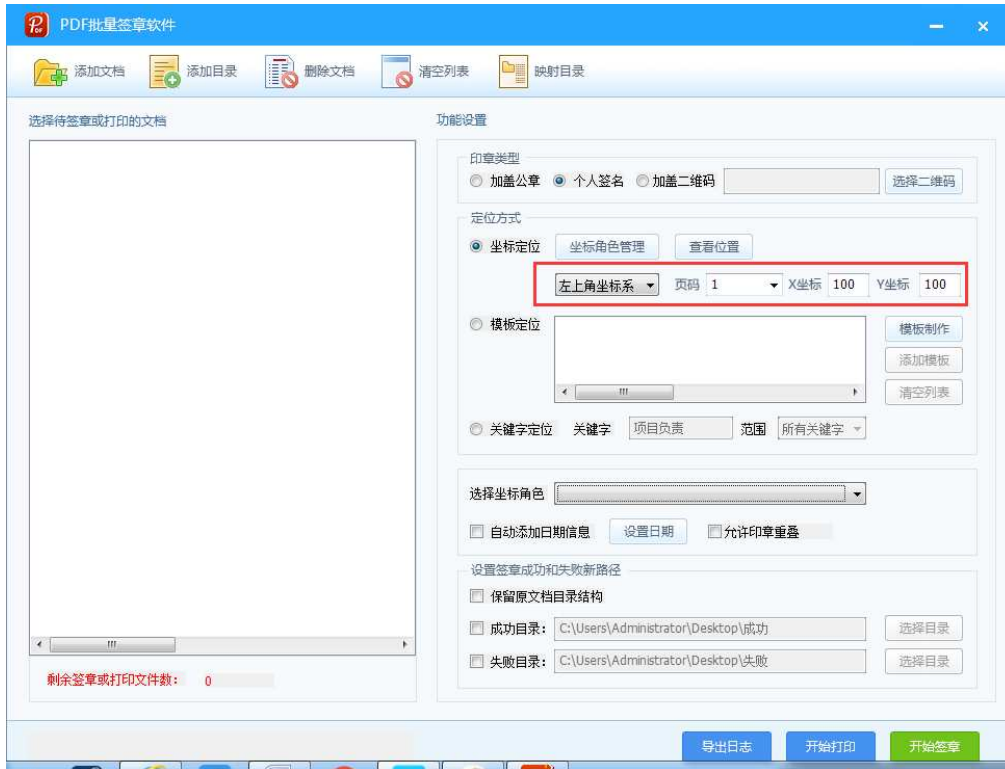 PDF批量签章软件
添加文档 添加目录 删除文档 清空列表 映射目录
选择待签章或打印的文档
功能设置
印章类型
加盖公章 个人签名 加盖二维码 选择二维码
定位方式
坐标定位 坐标角色管理 查看位置
左上角坐标系 页码 1 X坐标 100 Y坐标 100
模板定位 模板制作
添加模板
清空列表
关键字定位 关键字 项目负责 范围 所有关键字
选择坐标角色
自动添加日期信息 设置日期 允许印章重叠
设置签章成功和失败新路径
保留原文档目录结构
成功目录： C:\Users\Administrator\Desktop\成功 选择目录
失败目录： C:\Users\Administrator\Desktop\失败 选择目录
剩余签章或打印文件数： 0
导出日志 开始打印 开始签章